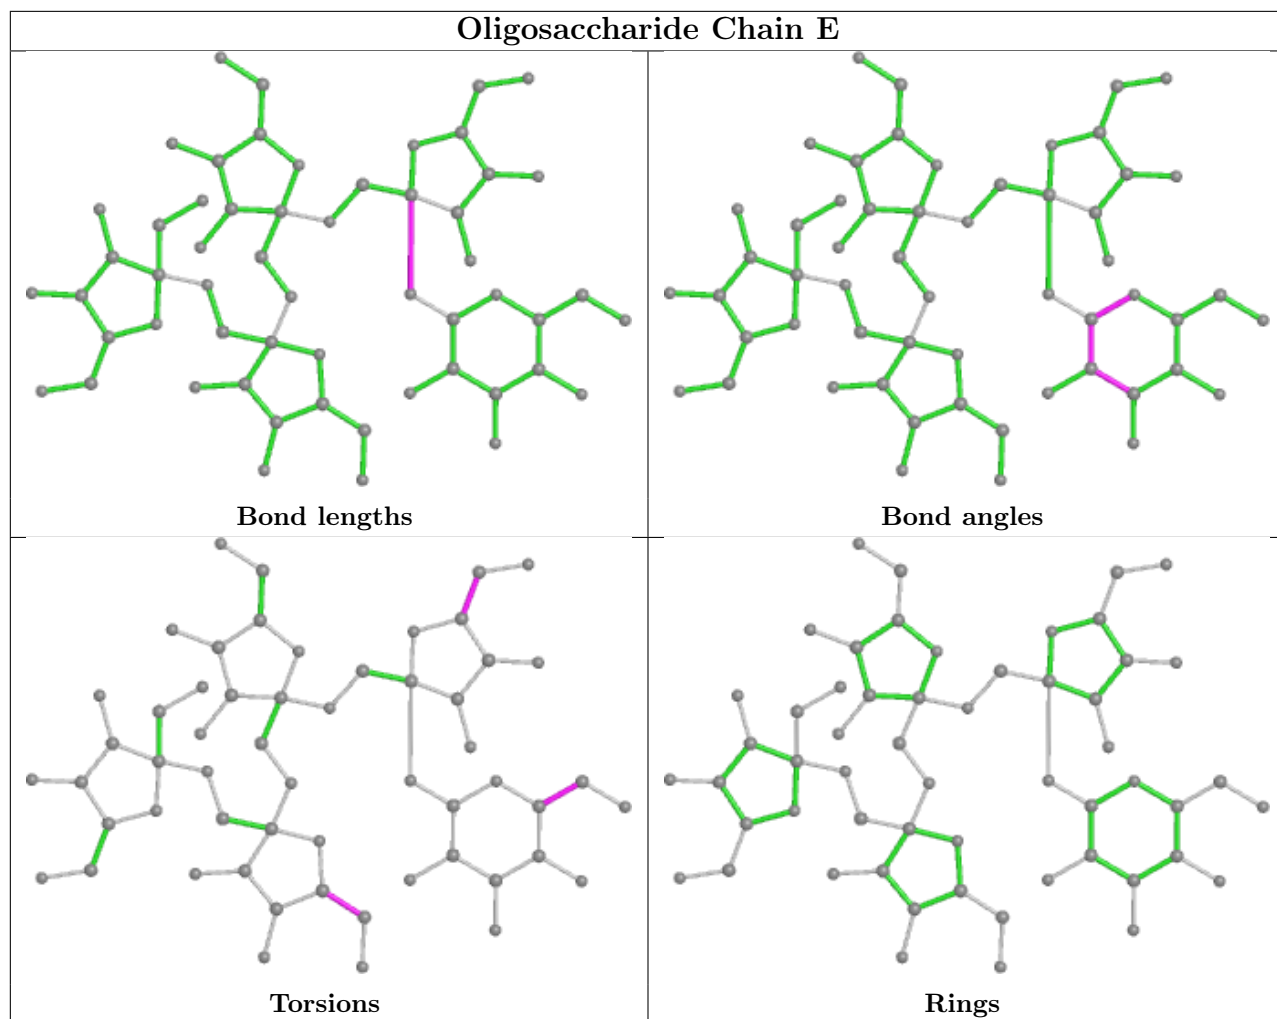 Oligosaccharide Chain E
Bond lengths
Bond angles
Torsions
Rings